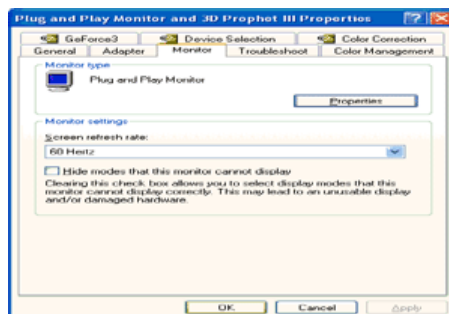 Plug and Play Monitor and 3D Prophet III Properties
GeForce3 Device Selection Color Correction
General Adapter Monitor Troubleshoot Color Management
Monitor type
Plug and Play Monitor
Properties
Monitor settings
Screen refresh rate:
60 Hertz
Hide modes that this monitor cannot display
Clearing this check box allows you to select display modes that this
monitor cannot display correctly. This may lead to an unusable display
and/or damaged hardware.
OK Cancel Apply